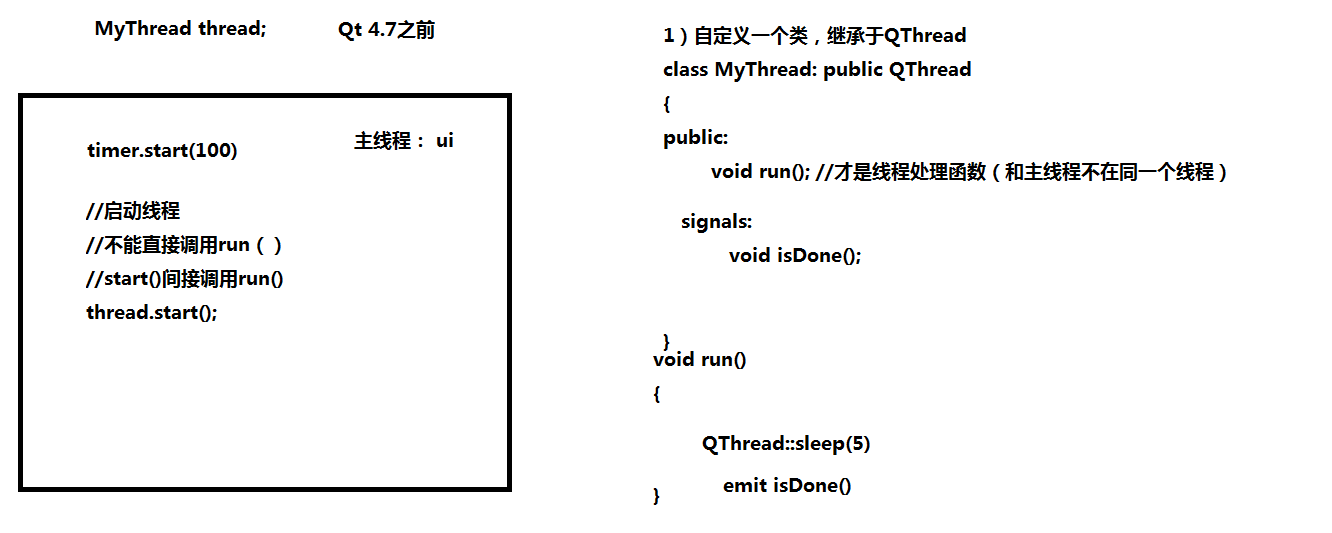 MyThread thread;
Qt 4.7之前
timer.start(100)
主线程： ui
//启动线程
//不能直接调用run（）
//start()间接调用run()
thread.start();
1）自定义一个类，继承于QThread
class MyThread: public QThread
{
public:
void run(); //才是线程处理函数（和主线程不在同一个线程）
signals:
void isDone();
}
void run()
{
QThread::sleep(5)
emit isDone()
}